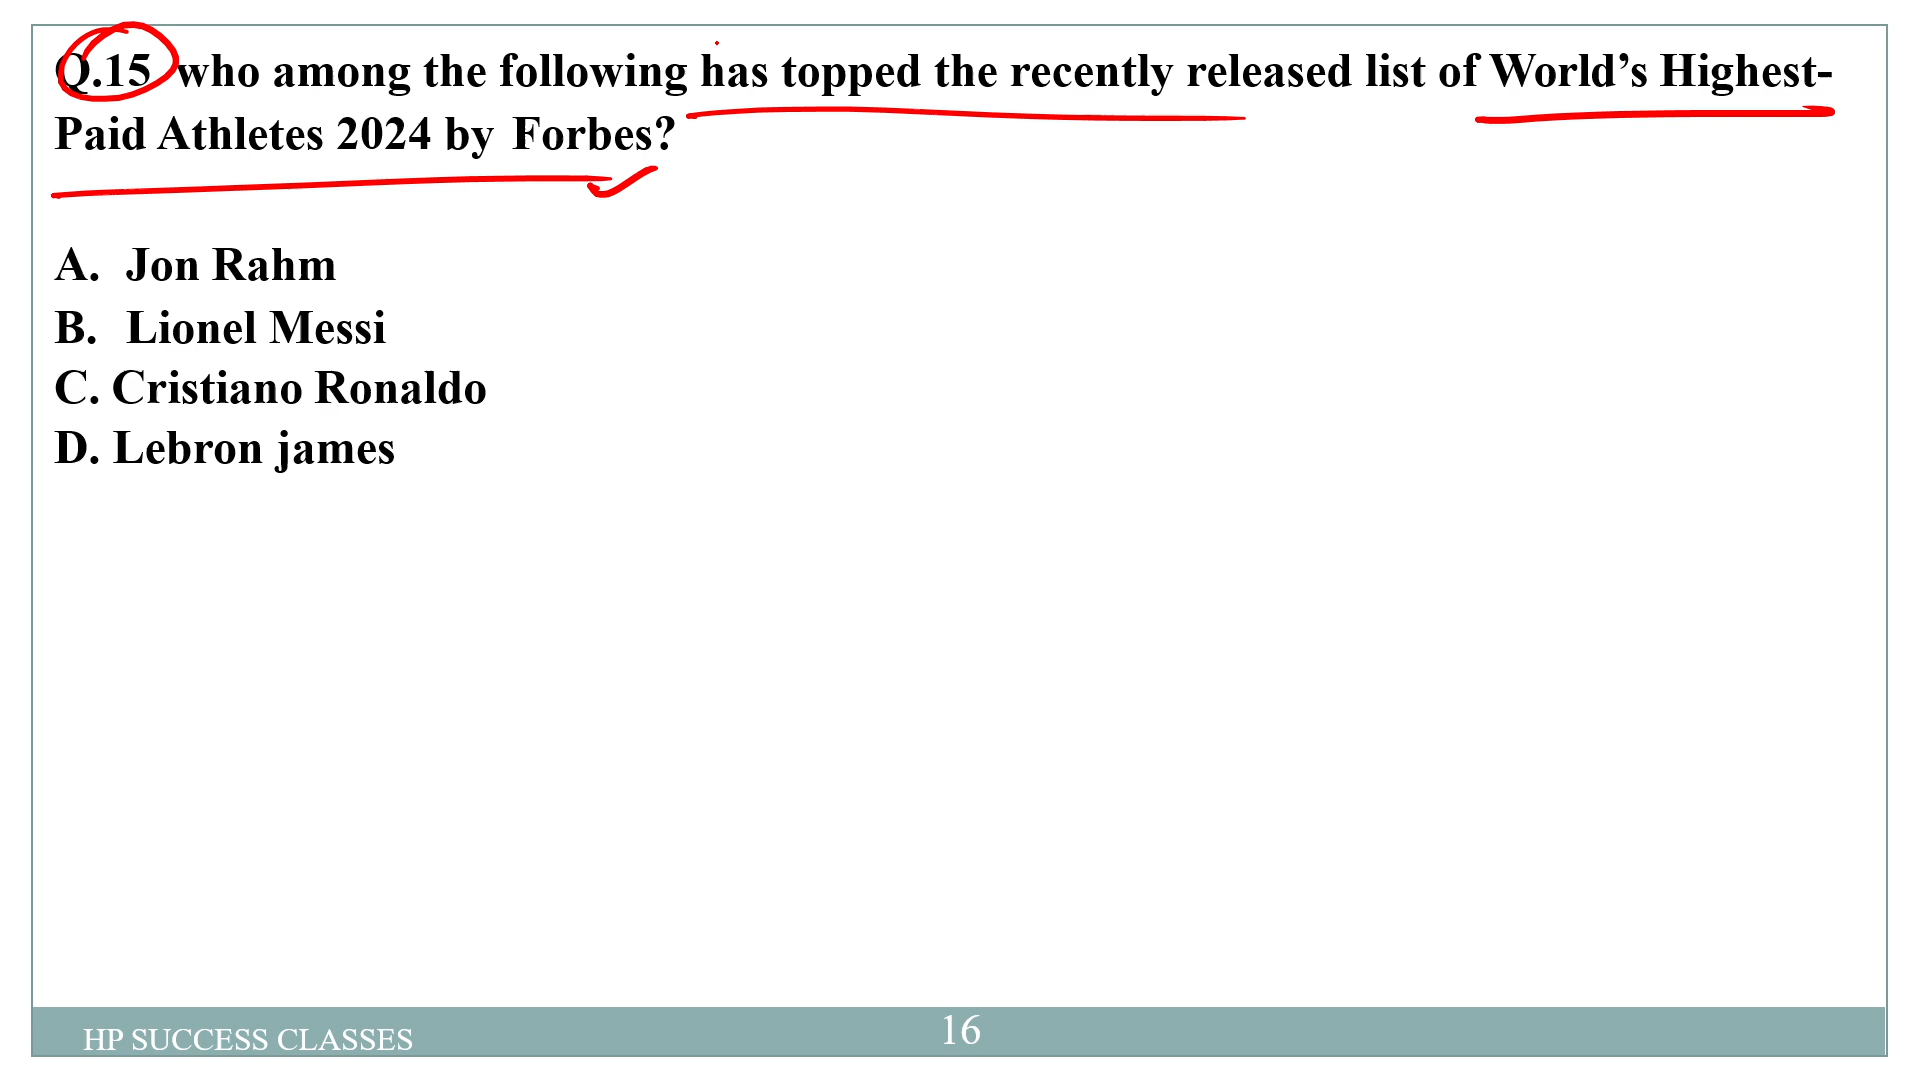 Q.15 who among the following has topped the recently released list of World’s Highest-
Paid Athletes 2024 by Forbes?
A. Jon Rahm
B. Lionel Messi
C. Cristiano Ronaldo
D. Lebron james
HP SUCCESS CLASSES
16